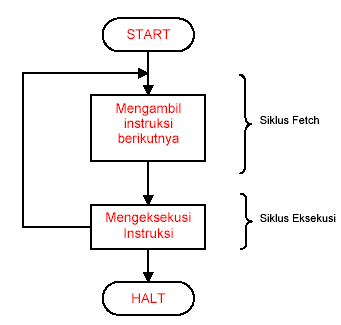 START
Mengambil
instruksi
berikutnya
Siklus Fetch
Mengeksekusi
Instruksi
Siklus Eksekusi
HALT